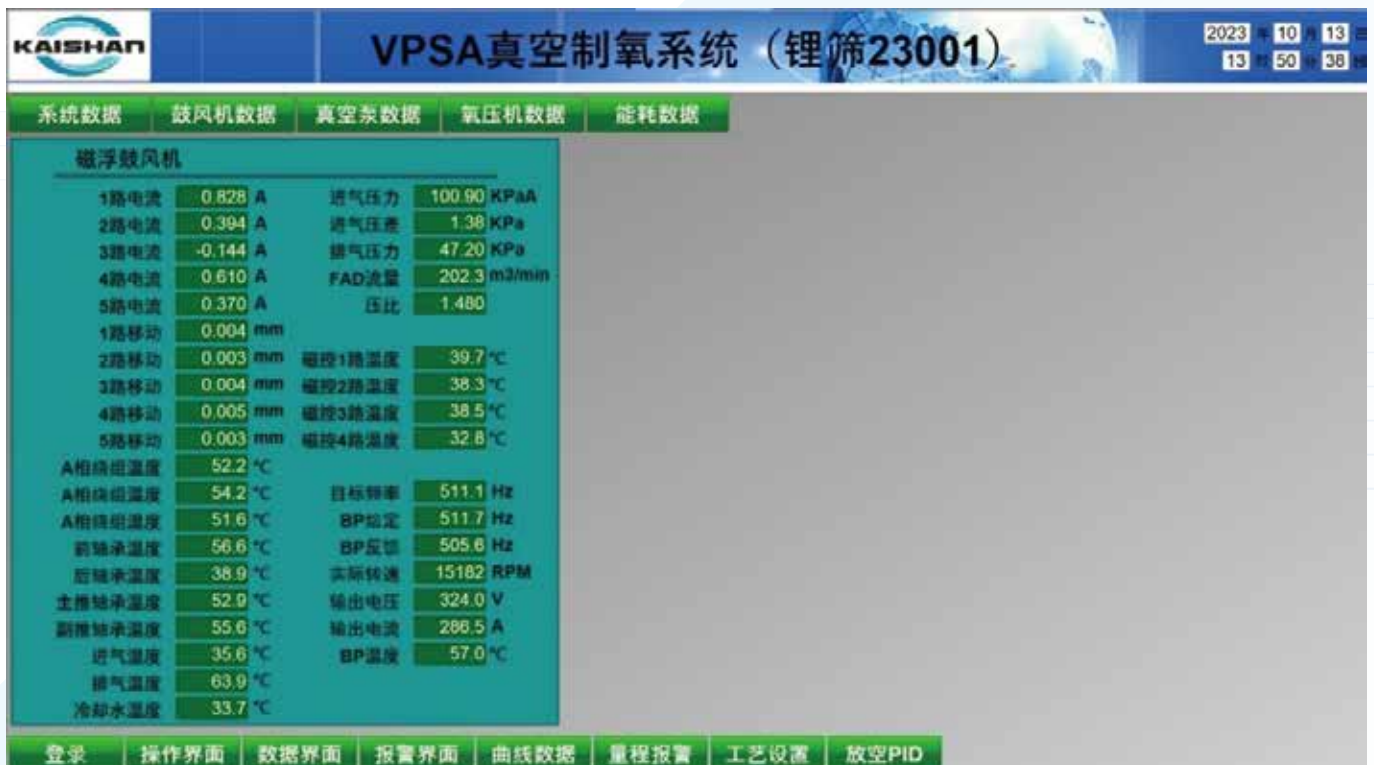 KAISHAN
VPSA真空制氧系统（锂筛23001）
2023 年 10 月 13 日
13 时 50 分 38 秒
系统数据 鼓风机数据 真空泵数据 氧压机数据 能耗数据
磁浮鼓风机
1路电流 0.828 A 进气压力 100.90 KPaA
2路电流 0.394 A 进气压差 1.38 KPa
3路电流 -0.144 A 排气压力 47.20 KPa
4路电流 0.610 A FAD流量 202.3 m3/min
5路电流 0.370 A 压比 1.480
1路移动 0.004 mm
2路移动 0.003 mm 磁控1路温度 39.7 ℃
3路移动 0.004 mm 磁控2路温度 38.3 ℃
4路移动 0.005 mm 磁控3路温度 38.5 ℃
5路移动 0.003 mm 磁控4路温度 32.8 ℃
A相绕组温度 52.2 ℃
A相绕组温度 54.2 ℃ 目标频率 511.1 Hz
A相绕组温度 51.6 ℃ BP给定 511.7 Hz
前轴承温度 56.6 ℃ BP反馈 505.6 Hz
后轴承温度 38.9 ℃ 实际转速 15182 RPM
主推轴承温度 52.9 ℃ 输出电压 324.0 V
副推轴承温度 55.6 ℃ 输出电流 286.5 A
进气温度 35.6 ℃ BP温度 57.0 ℃
排气温度 63.9 ℃
冷却水温度 33.7 ℃
登录 操作界面 数据界面 报警界面 曲线数据 量程报警 工艺设置 放空PID